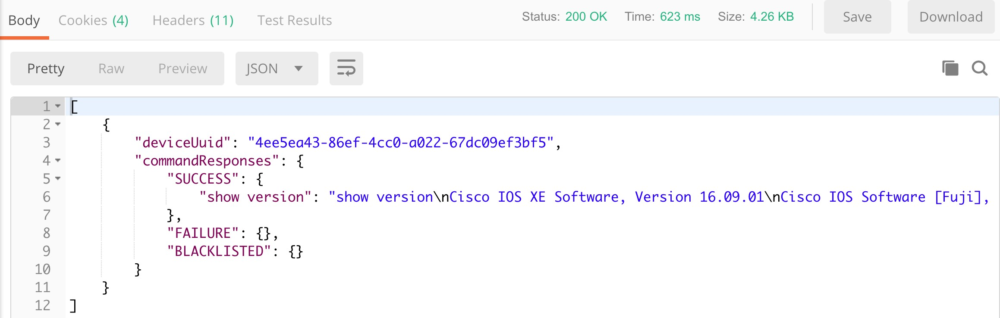 Body Cookies (4) Headers (11) Test Results Status: 200 OK Time: 623 ms Size: 4.26 KB Save Download
Pretty Raw Preview JSON
1 [
2 {
3 "deviceUuid": "4ee5ea43-86ef-4cc0-a022-67dc09ef3bf5",
4 "commandResponses": {
5 "SUCCESS": {
6 "show version": "show version\nCisco IOS XE Software, Version 16.09.01\nCisco IOS Software [Fuji],
7 },
8 "FAILURE": {},
9 "BLACKLISTED": {}
10 }
11 }
12 ]